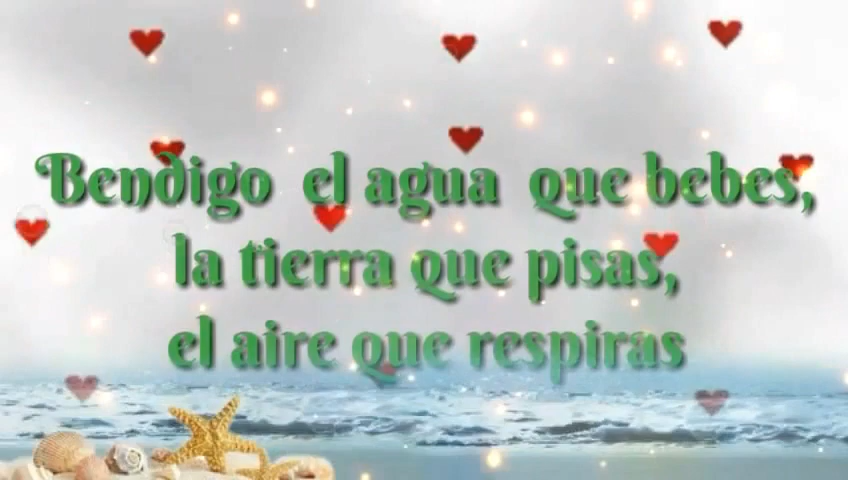 Bendigo el agua que bebes,
la tierra que pisas,
el aire que respiras